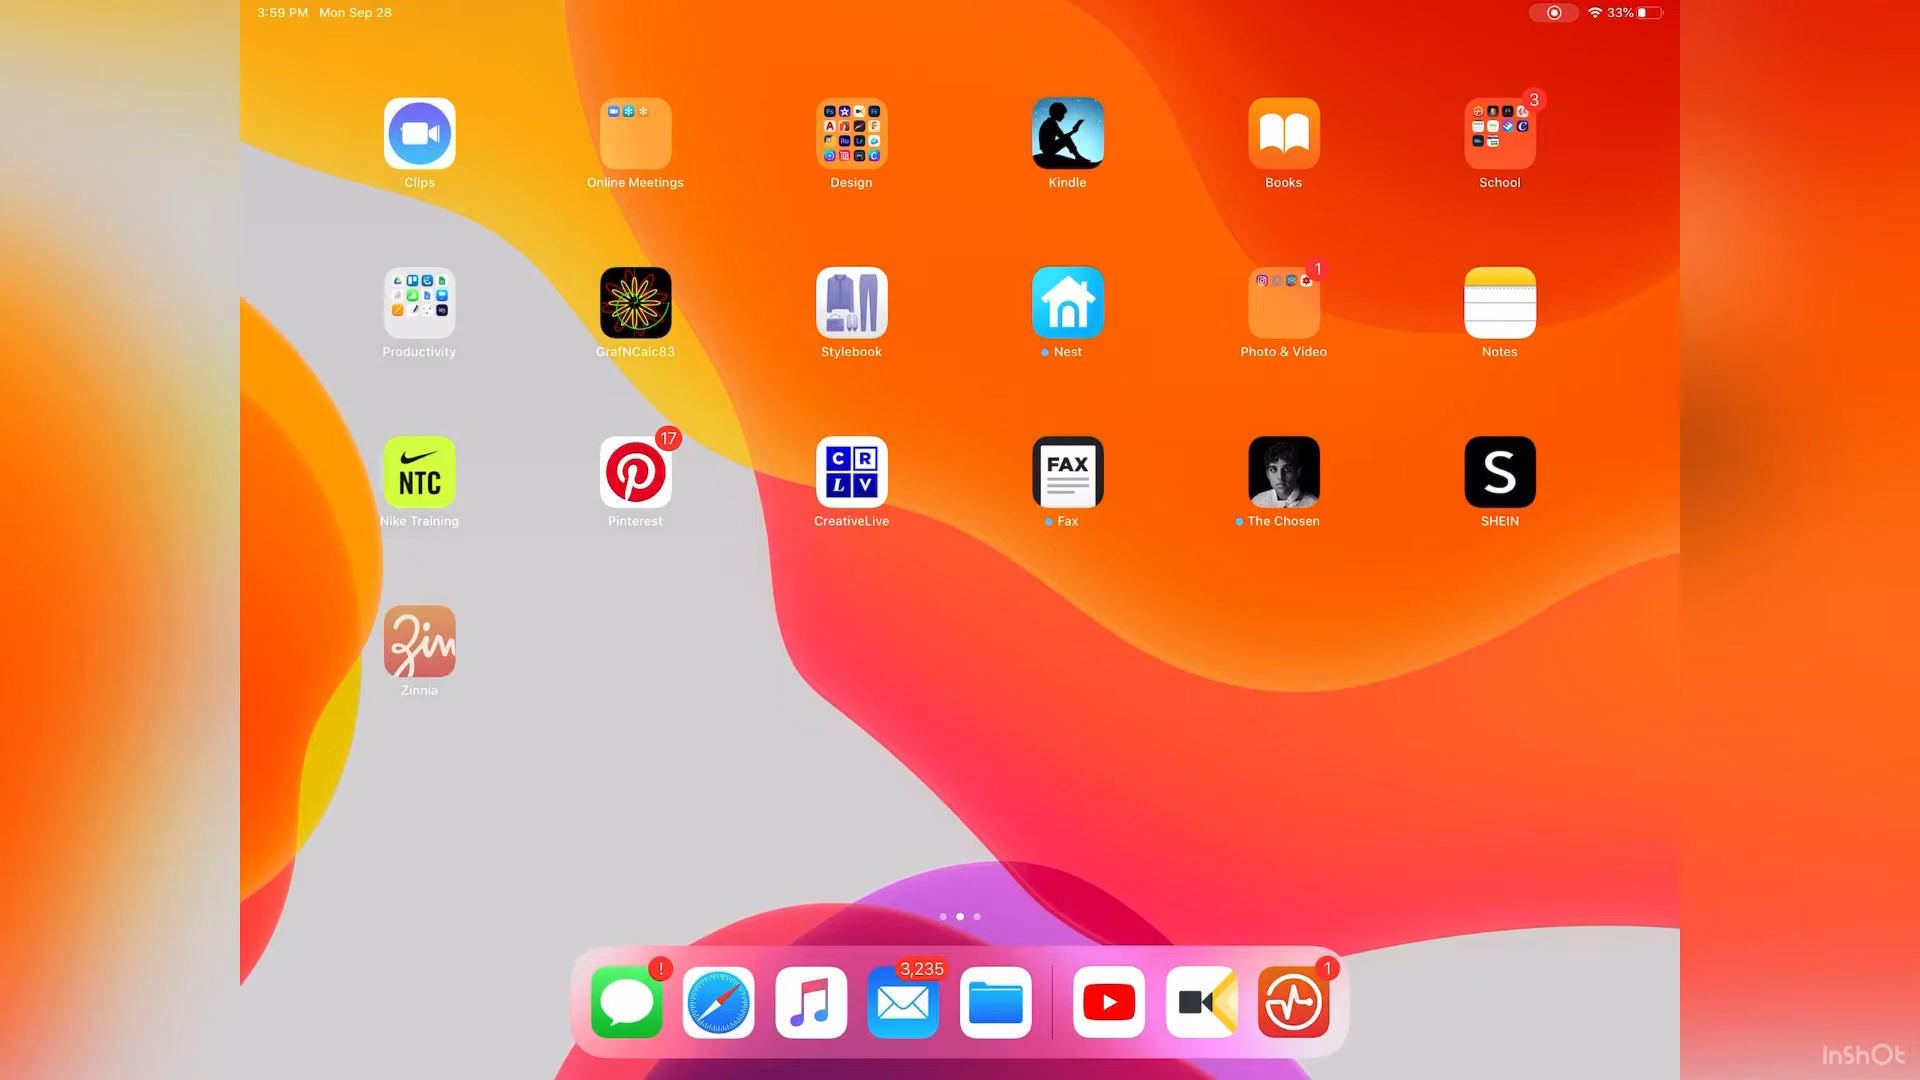 3:59 PM Mon Sep 28
33%
Clips
Online Meetings
Design
Kindle
Books
3
School
Productivity
GrafNCalc83
Stylebook
Nest
1
Photo & Video
Notes
NTC
Nike Training
17
Pinterest
C R
L V
CreativeLive
FAX
Fax
The Chosen
S
SHEIN
Zin
Zinnia
!
3,235
1
InShOt